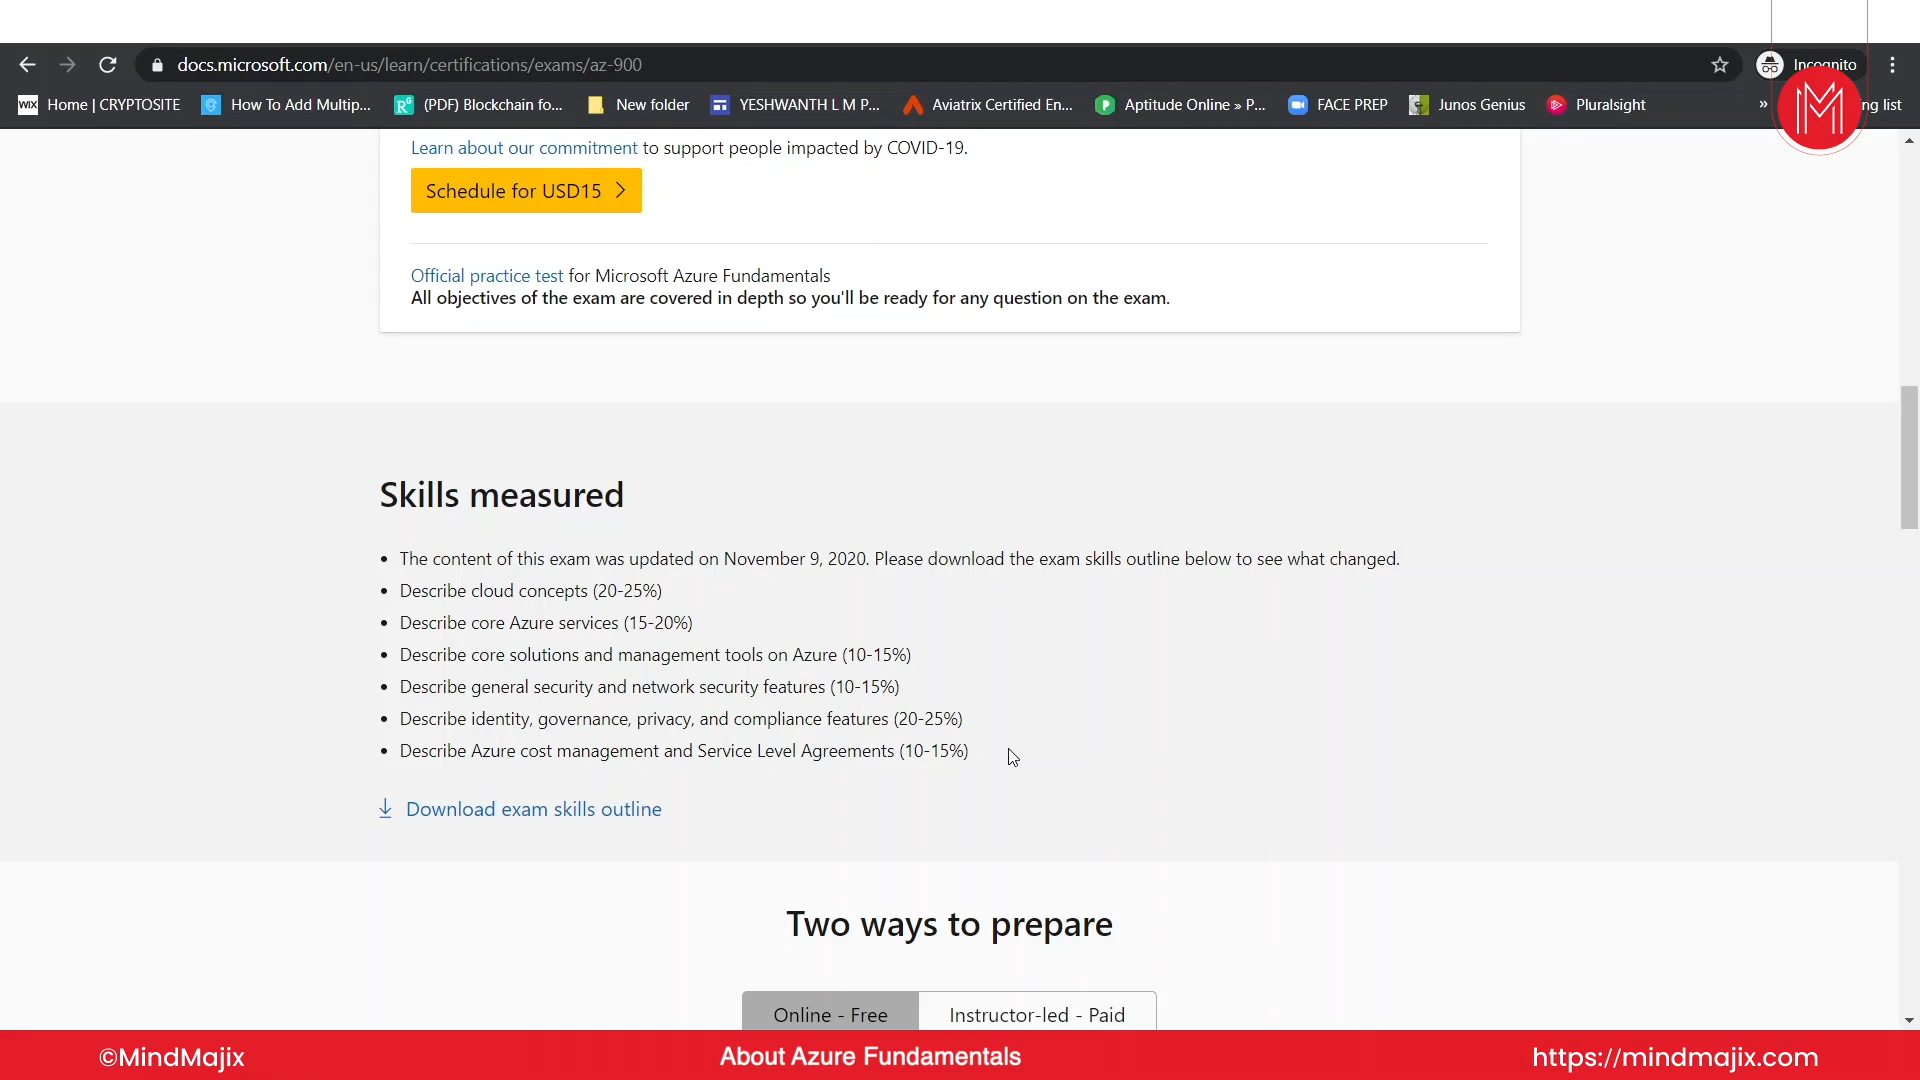 docs.microsoft.com/en-us/learn/certifications/exams/az-900
Incognito
WIX Home | CRYPTOSITE
How To Add Multip...
(PDF) Blockchain fo...
New folder
YESHWANTH L M P...
Aviatrix Certified En...
Aptitude Online » P...
FACE PREP
Junos Genius
Pluralsight
»
ng list
Learn about our commitment to support people impacted by COVID-19.
Schedule for USD15
Official practice test for Microsoft Azure Fundamentals
All objectives of the exam are covered in depth so you'll be ready for any question on the exam.
Skills measured
• The content of this exam was updated on November 9, 2020. Please download the exam skills outline below to see what changed.
• Describe cloud concepts (20-25%)
• Describe core Azure services (15-20%)
• Describe core solutions and management tools on Azure (10-15%)
• Describe general security and network security features (10-15%)
• Describe identity, governance, privacy, and compliance features (20-25%)
• Describe Azure cost management and Service Level Agreements (10-15%)
Download exam skills outline
Two ways to prepare
Online - Free
Instructor-led - Paid
©MindMajix
About Azure Fundamentals
https://mindmajix.com